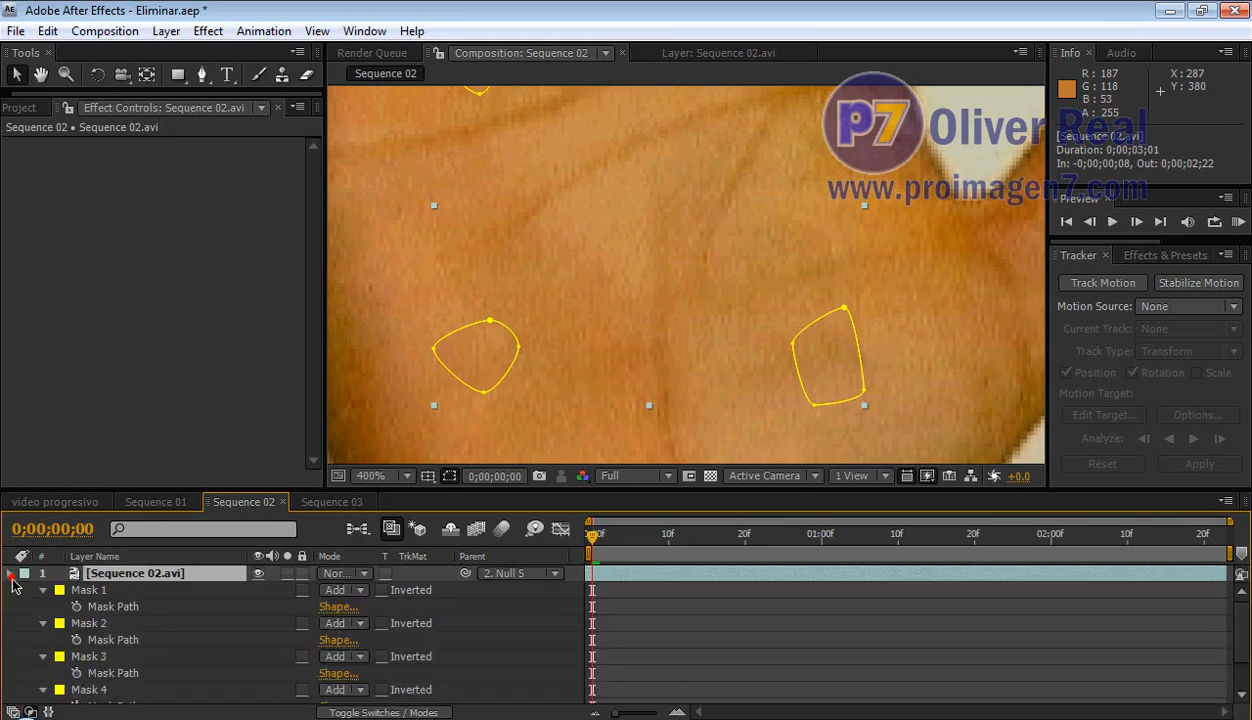 Adobe After Effects - Eliminar.aep *
File Edit Composition Layer Effect Animation View Window Help
Tools
Project Effect Controls: Sequence 02.avi
Sequence 02 • Sequence 02.avi
Render Queue Composition: Sequence 02 Layer: Sequence 02.avi
Sequence 02
p7 Oliver Real
www.proimagen7.com
Info Audio
R : 187
G : 118
B : 53
A : 255
X : 287
Y : 380
[Sequence 02.avi]
Duration: 0;00;03;01
In: -0;00;00;08, Out: 0;00;02;22
Preview
Tracker Effects & Presets
Track Motion Stabilize Motion
Motion Source: None
Current Track: None
Track Type: Transform
Position Rotation Scale
Motion Target:
Edit Target... Options...
Analyze:
Reset Apply
400% 0;00;00;00 Full Active Camera 1 View +0.0
video progresivo Sequence 01 Sequence 02 Sequence 03
0;00;00;00
10f 20f 01:00f 10f 20f 02:00f 10f 20f
# Layer Name Mode T TrkMat Parent
1 [Sequence 02.avi] Nor... 2. Null 5
Mask 1 Add Inverted
Mask Path Shape...
Mask 2 Add Inverted
Mask Path Shape...
Mask 3 Add Inverted
Mask Path Shape...
Mask 4 Add Inverted
Toggle Switches / Modes